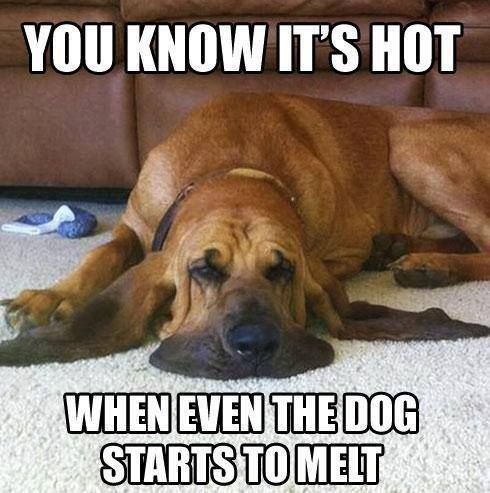 YOU KNOW IT'S HOT
WHEN EVEN THE DOG
STARTS TO MELT